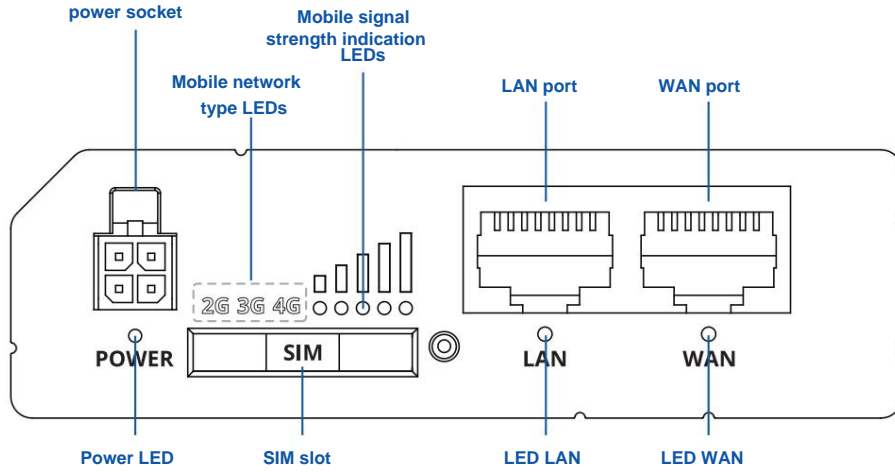 power socket
Mobile signal
strength indication
LEDs
Mobile network
type LEDs
LAN port
WAN port
2G 3G 4G
POWER
SIM
LAN
WAN
Power LED
SIM slot
LED LAN
LED WAN